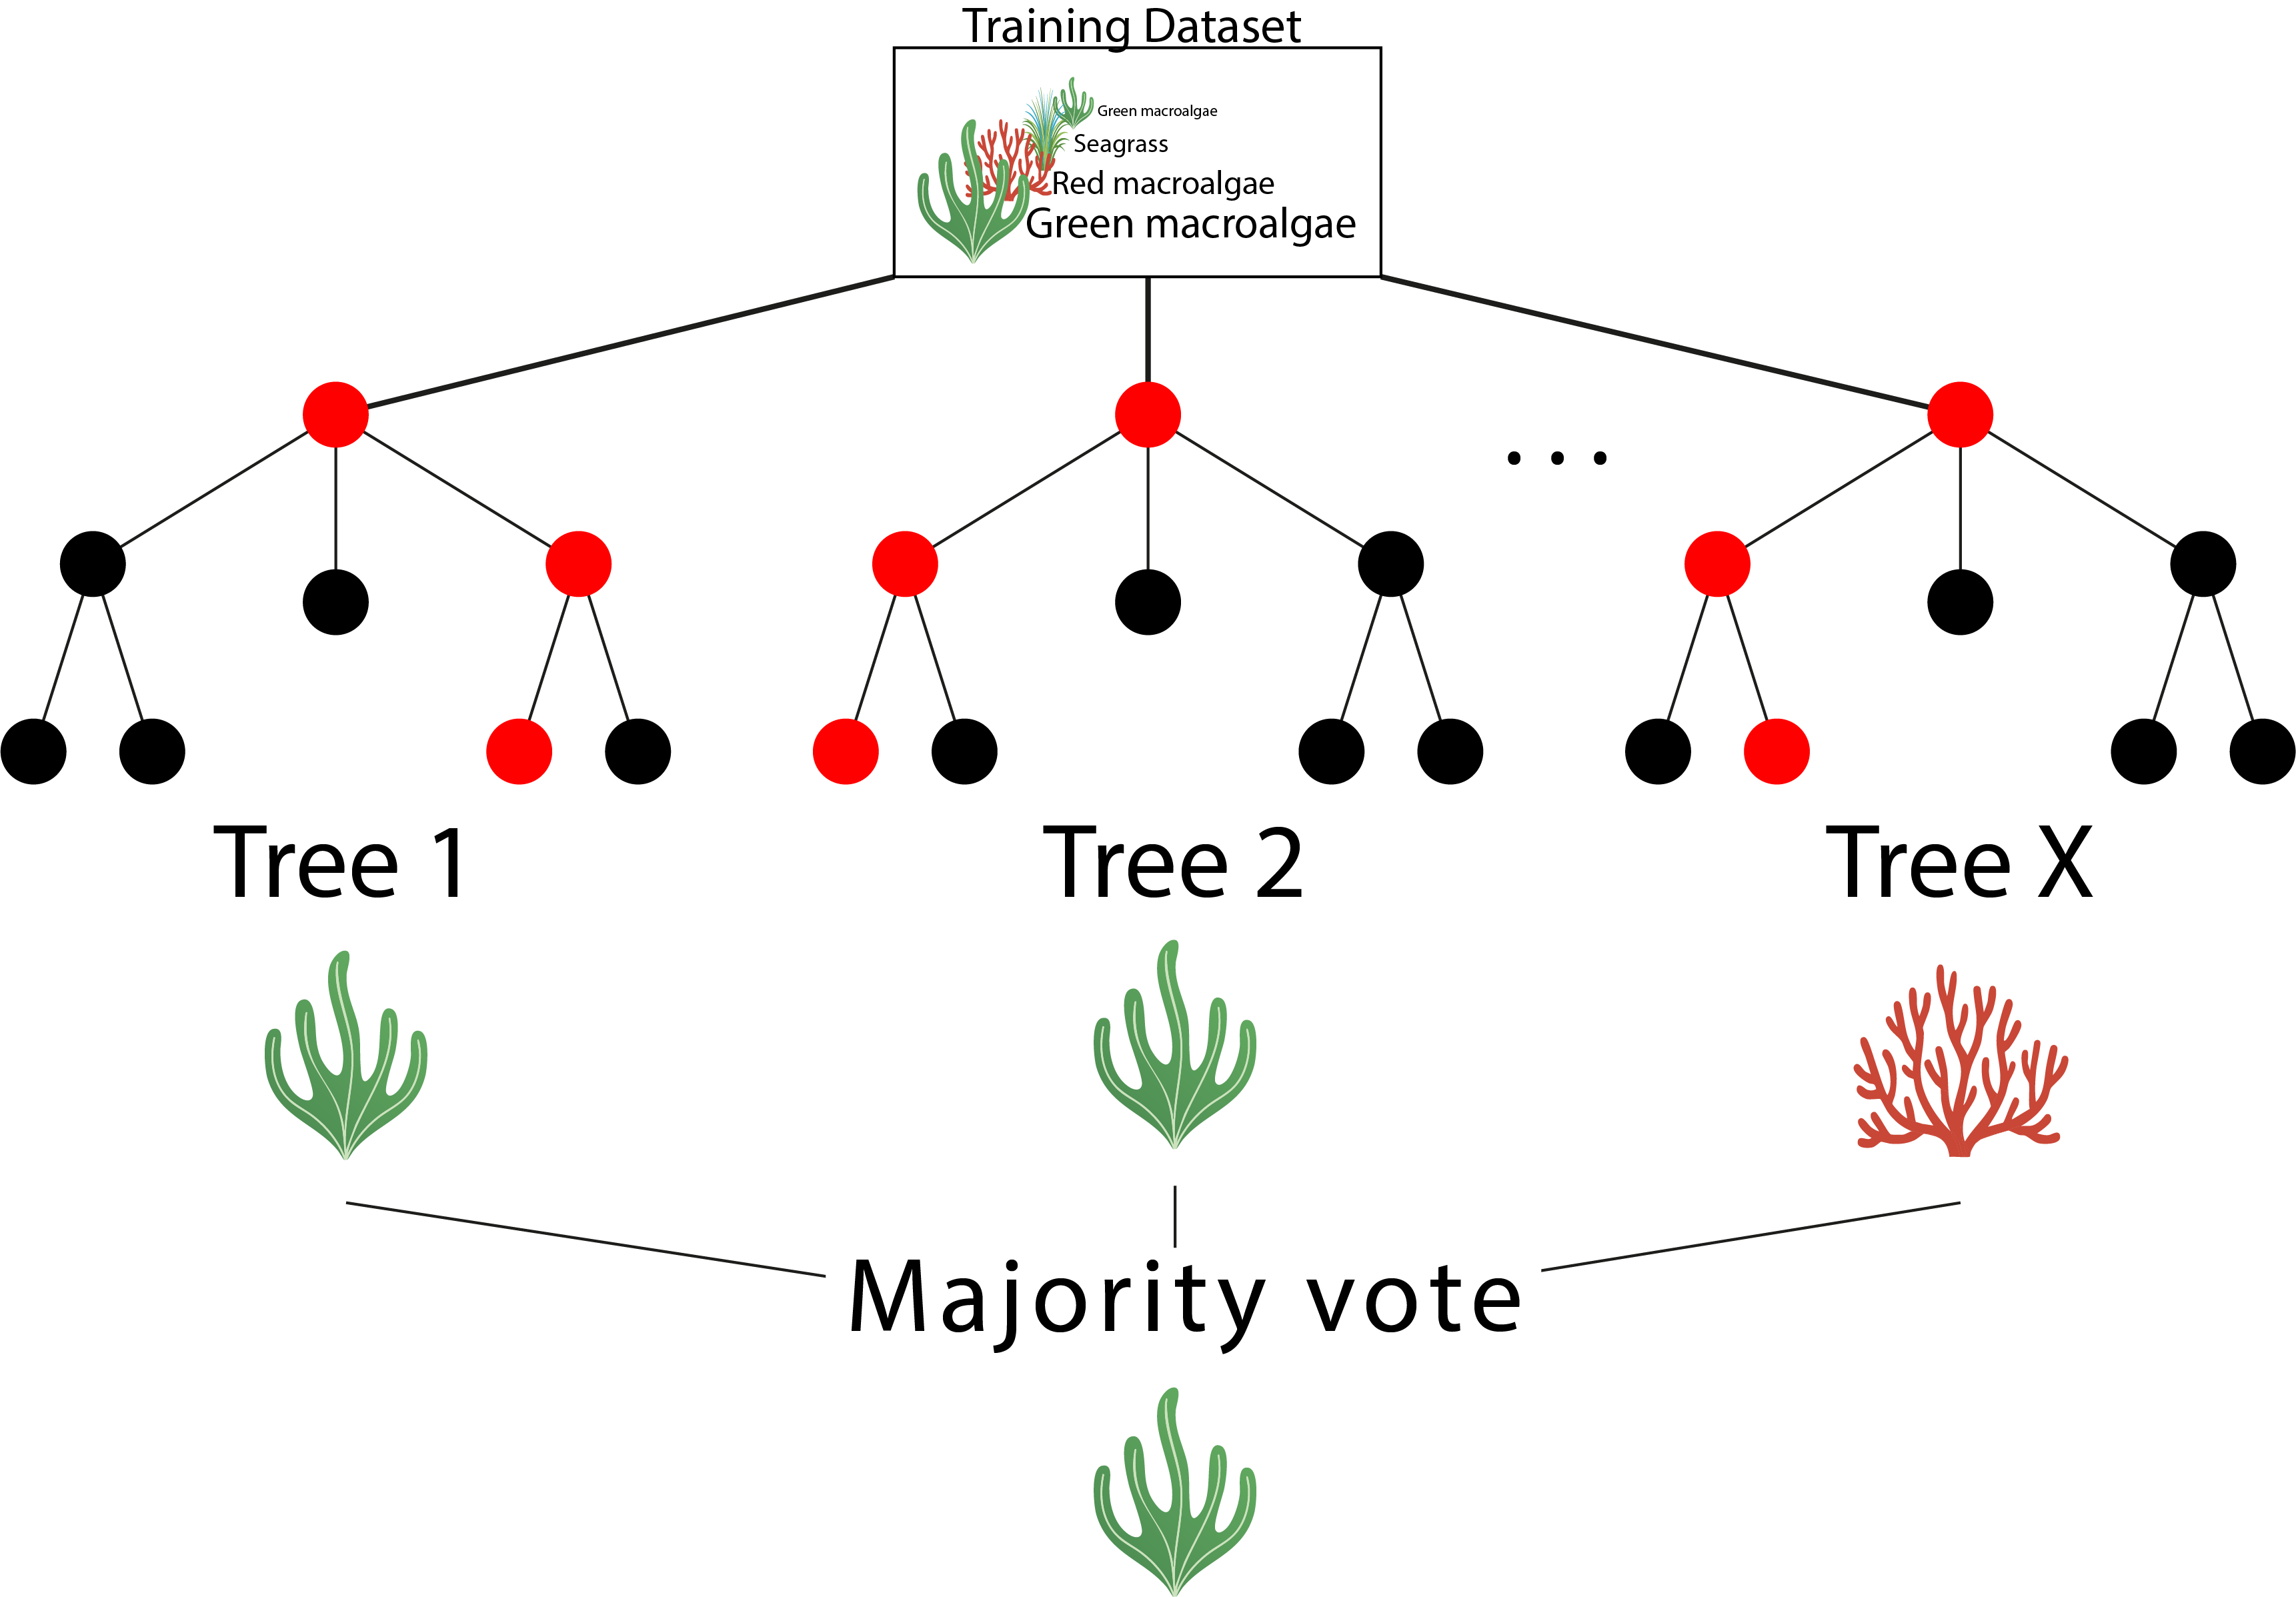 Training Dataset
Green macroalgae
Seagrass
Red macroalgae
Green macroalgae
. . .
Tree 1
Tree 2
Tree X
Majority vote